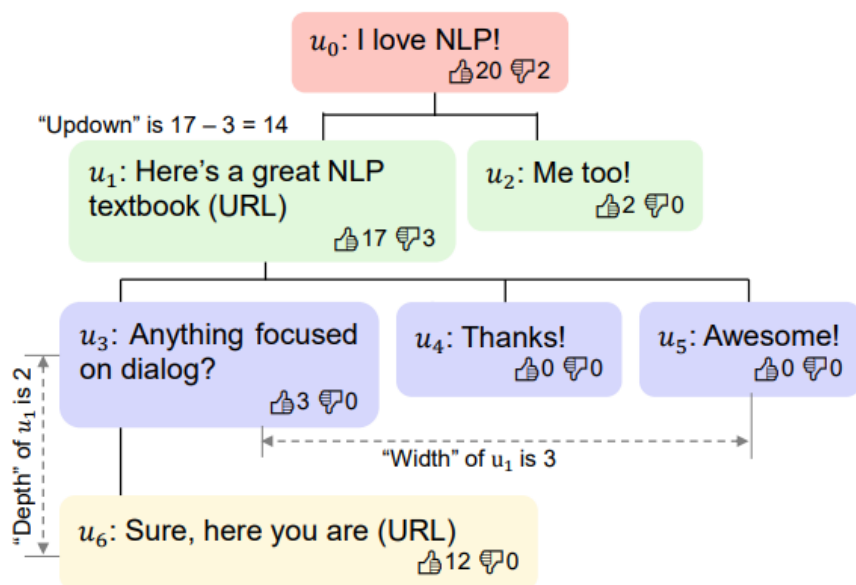 u₀: I love NLP!
👍20 👎2
“Updown” is 17 – 3 = 14
u₁: Here’s a great NLP
textbook (URL)
👍17 👎3
u₂: Me too!
👍2 👎0
u₃: Anything focused
on dialog?
👍3 👎0
u₄: Thanks!
👍0 👎0
u₅: Awesome!
👍0 👎0
“Depth” of u₁ is 2
“Width” of u₁ is 3
u₆: Sure, here you are (URL)
👍12 👎0